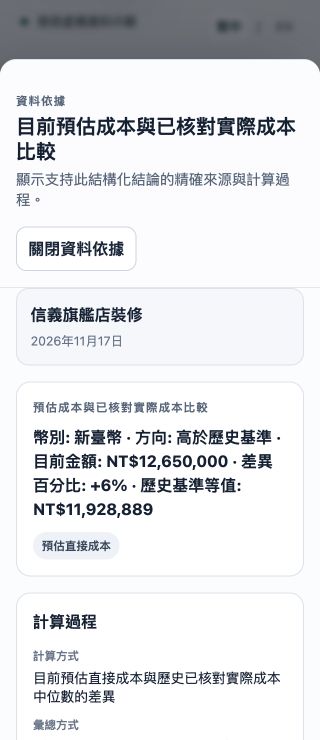 資料依據
目前預估成本與已核對實際成本
比較
顯示支持此結構化結論的精確來源與計算過
程。
關閉資料依據
信義旗艦店裝修
2026年11月17日
預估成本與已核對實際成本比較
幣別: 新臺幣 · 方向: 高於歷史基準 ·
目前金額: NT$12,650,000 · 差異
百分比: +6% · 歷史基準等值:
NT$11,928,889
預估直接成本
計算過程
計算方式
目前預估直接成本與歷史已核對實際成本
中位數的差異
彙總方式